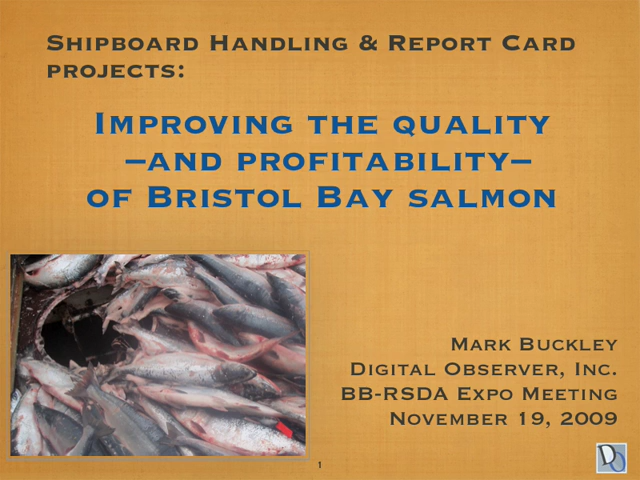 Shipboard Handling & Report Card
projects:
Improving the quality
–and profitability–
of Bristol Bay salmon
Mark Buckley
Digital Observer, Inc.
BB-RSDA Expo Meeting
November 19, 2009
1
DO